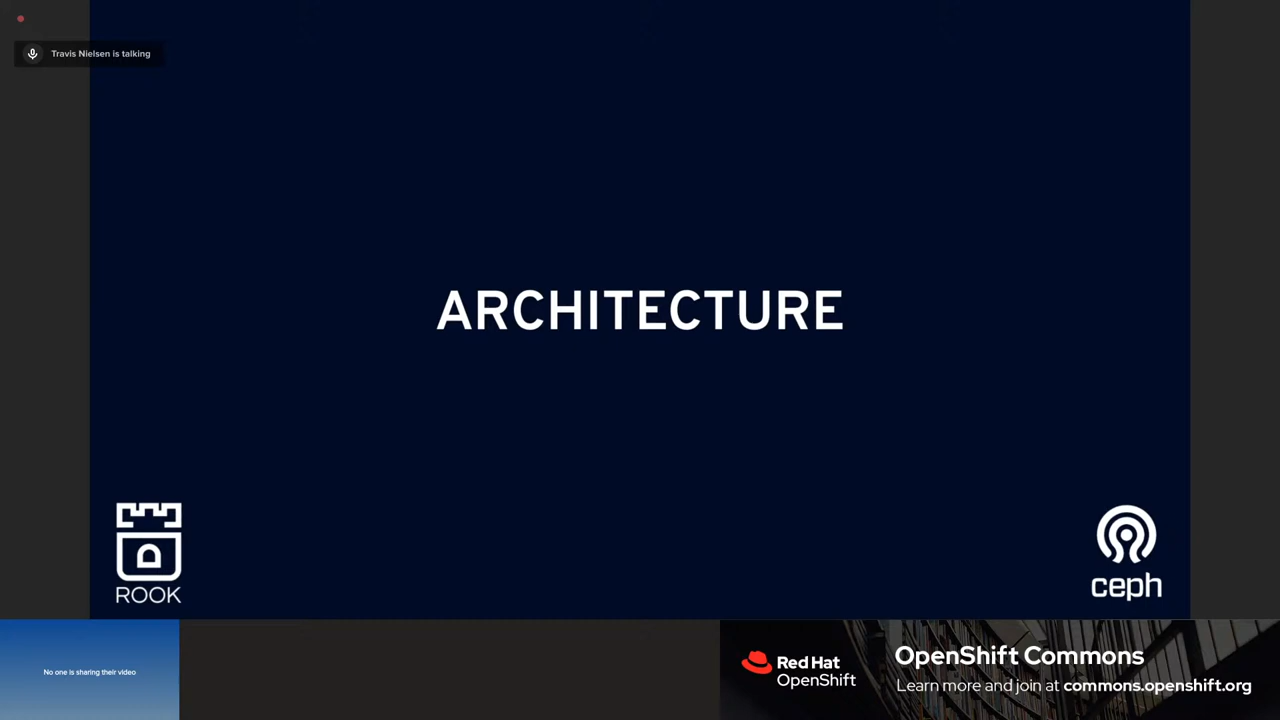 Travis Nielsen is talking
ARCHITECTURE
ROOK
ceph
No one is sharing their video
Red Hat
OpenShift
OpenShift Commons
Learn more and join at commons.openshift.org